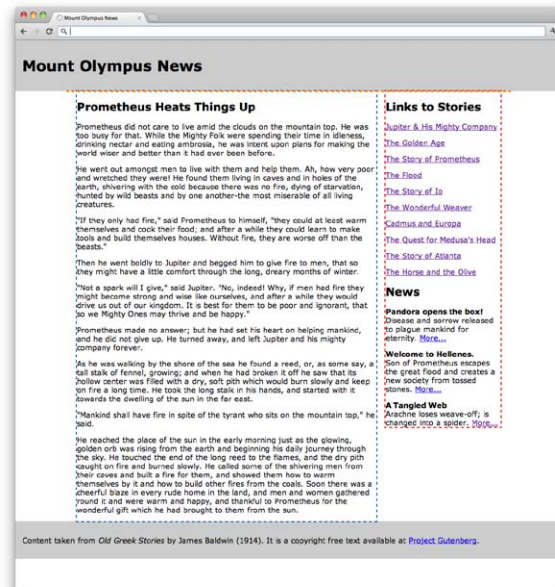 Mount Olympus News
Mount Olympus News
Prometheus Heats Things Up
Prometheus did not care to live amid the clouds on the mountain top. He was
too busy for that. While the Mighty Folk were spending their time in idleness,
drinking nectar and eating ambrosia, he was intent upon plans for making the
world wiser and better than it had ever been before.
He went out amongst men to live with them and help them. Ah, how very poor
and wretched they were! He found them living in caves and in holes of the
earth, shivering with the cold because there was no fire, dying of starvation,
hunted by wild beasts and by one another-the most miserable of all living
creatures.
"If they only had fire," said Prometheus to himself, "they could at least warm
themselves and cook their food; and after a while they could learn to make
tools and build themselves houses. Without fire, they are worse off than the
beasts."
Then he went boldly to Jupiter and begged him to give fire to men, that so
they might have a little comfort through the long, dreary months of winter.
"Not a spark will I give," said Jupiter. "No, indeed! Why, if men had fire they
might become strong and wise like ourselves, and after a while they would
drive us out of our kingdom. It is best for them to be poor and ignorant, that
so we Mighty Ones may thrive and be happy."
Prometheus made no answer; but he had set his heart on helping mankind,
and he did not give up. He turned away, and left Jupiter and his mighty
company forever.
As he was walking by the shore of the sea he found a reed, or, as some say, a
tall stalk of fennel, growing; and when he had broken it off he saw that its
hollow center was filled with a dry, soft pith which would burn slowly and keep
on fire a long time. He took the long stalk in his hands, and started with it
towards the dwelling of the sun in the far east.
"Mankind shall have fire in spite of the tyrant who sits on the mountain top," he
said.
He reached the place of the sun in the early morning just as the glowing,
golden orb was rising from the earth and beginning his daily journey through
the sky. He touched the end of the long reed to the flames, and the dry pith
caught on fire and burned slowly. He called some of the shivering men from
their caves and built a fire for them, and showed them how to warm
themselves by it and how to build other fires from the coals. Soon there was a
cheerful blaze in every rude home in the land, and men and women gathered
round it and were warm and happy, and thankful to Prometheus for the
wonderful gift which he had brought to them from the sun.
Links to Stories
Jupiter & His Mighty Company
The Golden Age
The Story of Prometheus
The Flood
The Story of Io
The Wonderful Weaver
Cadmus and Europa
The Quest for Medusa's Head
The Story of Atlanta
The Horse and the Olive
News
Pandora opens the box!
Disease and sorrow released
to plague mankind for
eternity. More...
Welcome to Hellenes.
Son of Prometheus escapes
the great flood and creates a
new society from tossed
stones. More...
A Tangled Web
Arachne loses weave-off; is
changed into a spider. More...
Content taken from Old Greek Stories by James Baldwin (1914). It is a copyright free text available at Project Gutenberg.